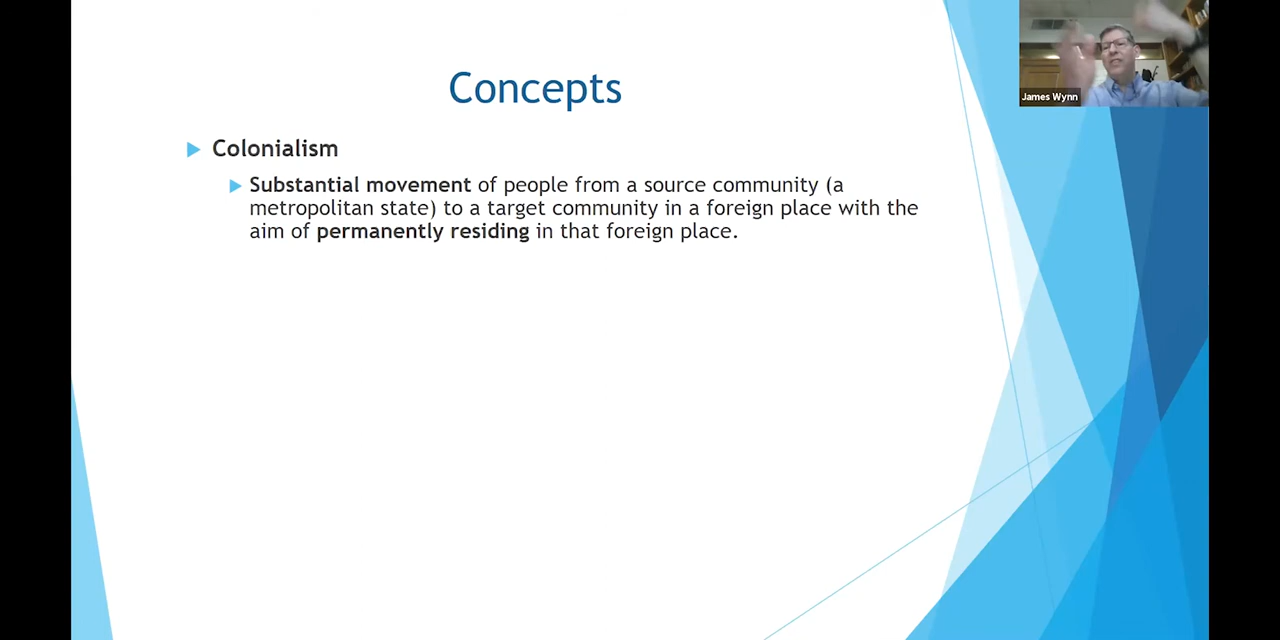 Concepts
Colonialism
Substantial movement of people from a source community (a
metropolitan state) to a target community in a foreign place with the
aim of permanently residing in that foreign place.
James Wynn